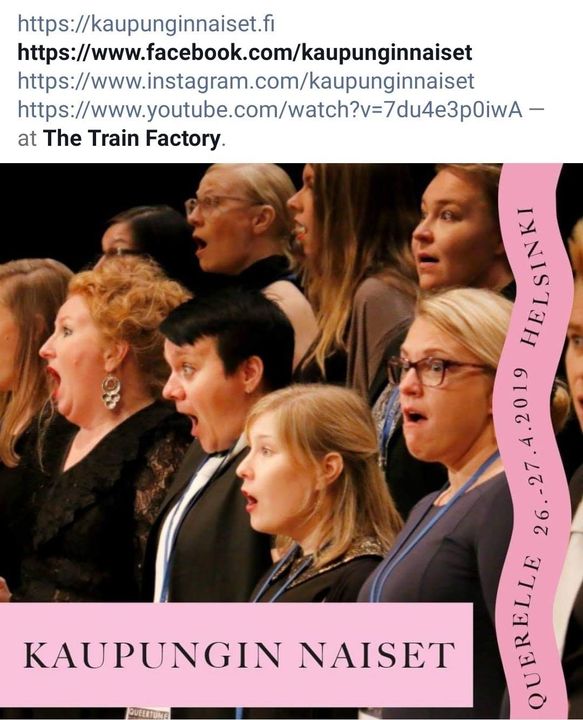 https://kaupunginnaiset.fi
https://www.facebook.com/kaupunginnaiset
https://www.instagram.com/kaupunginnaiset
https://www.youtube.com/watch?v=7du4e3p0iwA —
at The Train Factory.
QUERELLE 26.-27.4.2019 HELSINKI
KAUPUNGIN NAISET
QUEERTUNE